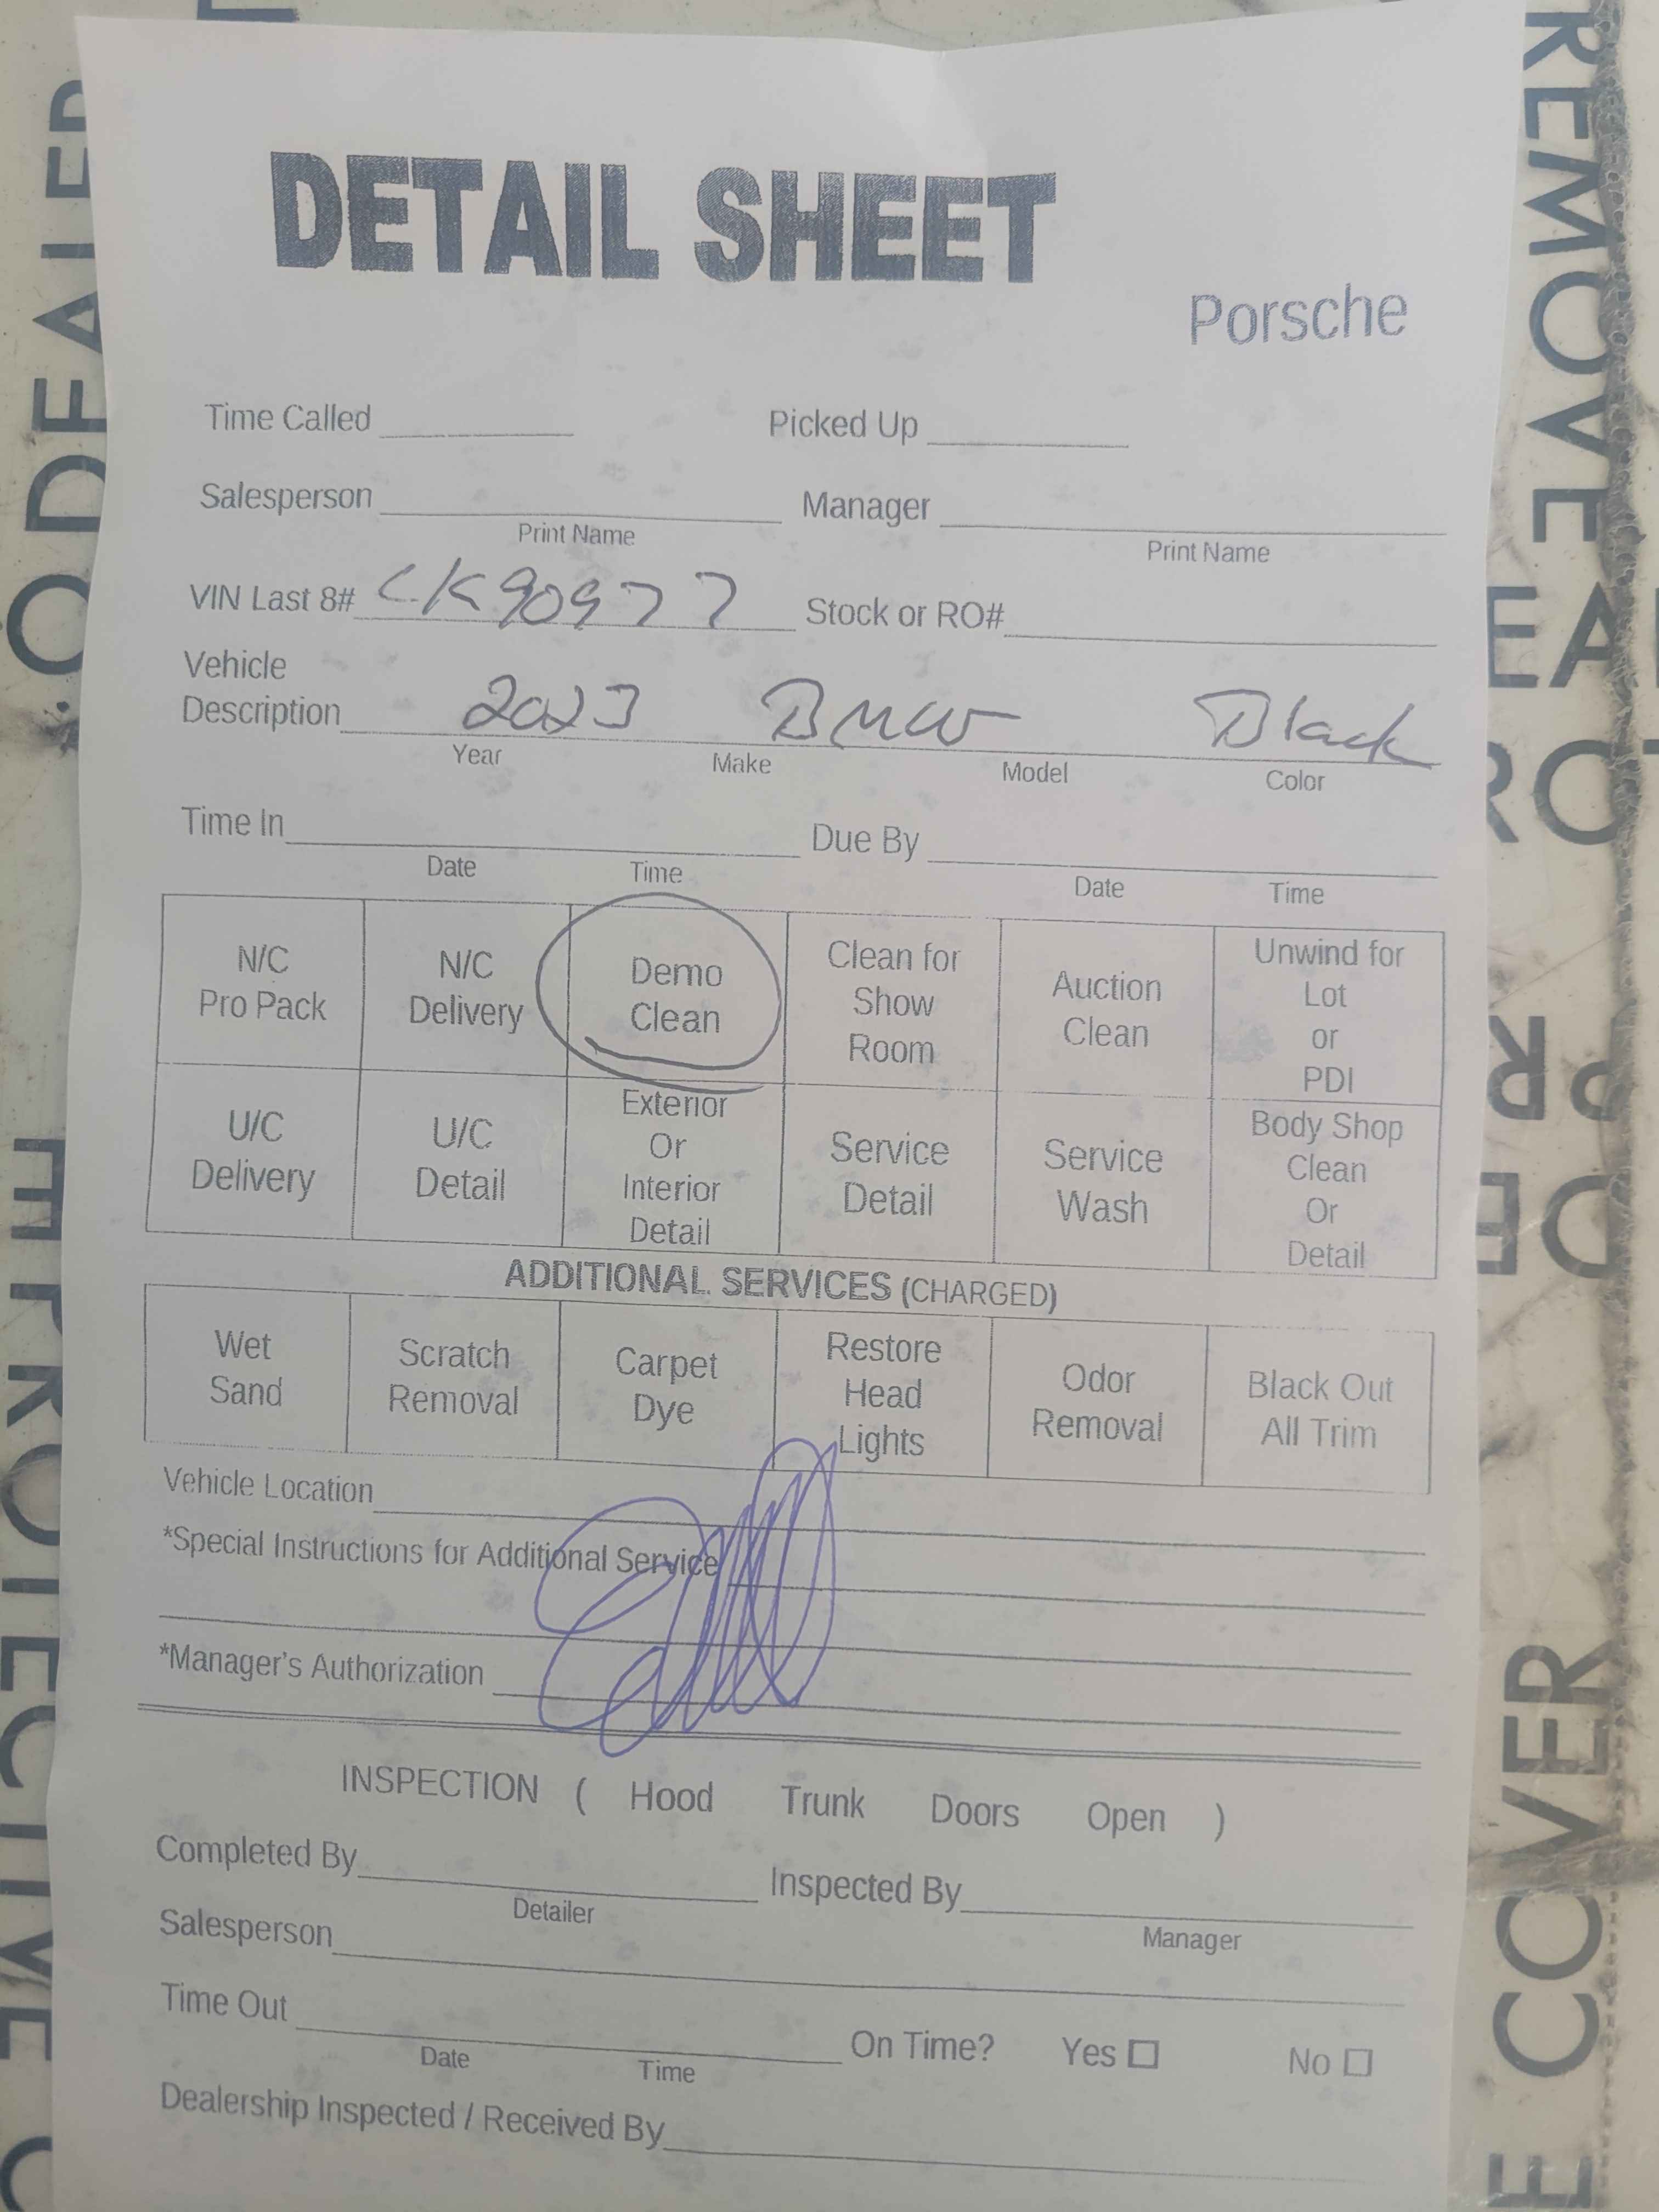 DETAIL SHEET
Porsche
Time Called Picked Up
Salesperson Manager
Print Name Print Name
VIN Last 8# CK90977 Stock or RO#
Vehicle
Description 2023 BMW Black
Year Make Model Color
Time In Due By
Date Time Date Time
N/C
Pro Pack
N/C
Delivery
Demo
Clean
Clean for
Show
Room
Auction
Clean
Unwind for
Lot
or
PDI
U/C
Delivery
U/C
Detail
Exterior
Or
Interior
Detail
Service
Detail
Service
Wash
Body Shop
Clean
Or
Detail
ADDITIONAL SERVICES (CHARGED)
Wet
Sand
Scratch
Removal
Carpet
Dye
Restore
Head
Lights
Odor
Removal
Black Out
All Trim
Vehicle Location
*Special Instructions for Additional Service
*Manager's Authorization
INSPECTION ( Hood Trunk Doors Open )
Completed By Inspected By
Detailer Manager
Salesperson
Time Out On Time? Yes No
Date Time
Dealership Inspected / Received By
REMOVE
COVER